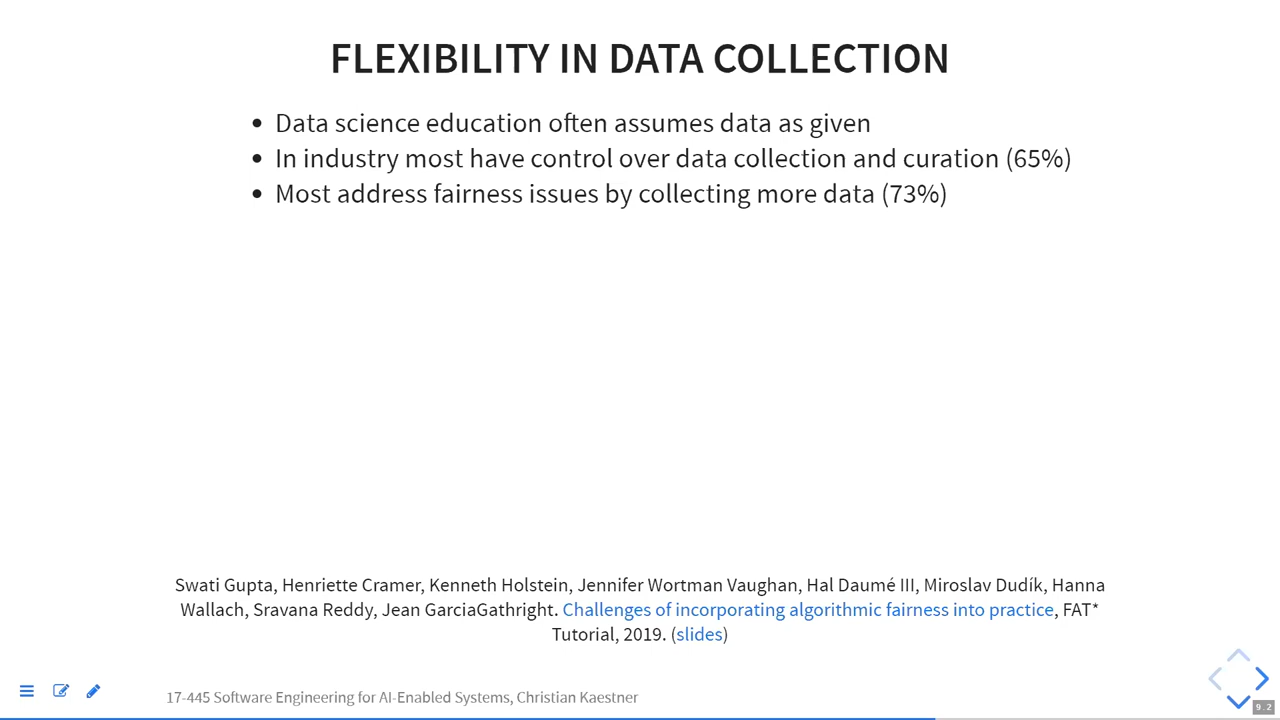 FLEXIBILITY IN DATA COLLECTION
• Data science education often assumes data as given
• In industry most have control over data collection and curation (65%)
• Most address fairness issues by collecting more data (73%)
Swati Gupta, Henriette Cramer, Kenneth Holstein, Jennifer Wortman Vaughan, Hal Daumé III, Miroslav Dudík, Hanna
Wallach, Sravana Reddy, Jean GarciaGathright. Challenges of incorporating algorithmic fairness into practice, FAT*
Tutorial, 2019. (slides)
17-445 Software Engineering for AI-Enabled Systems, Christian Kaestner
9.2